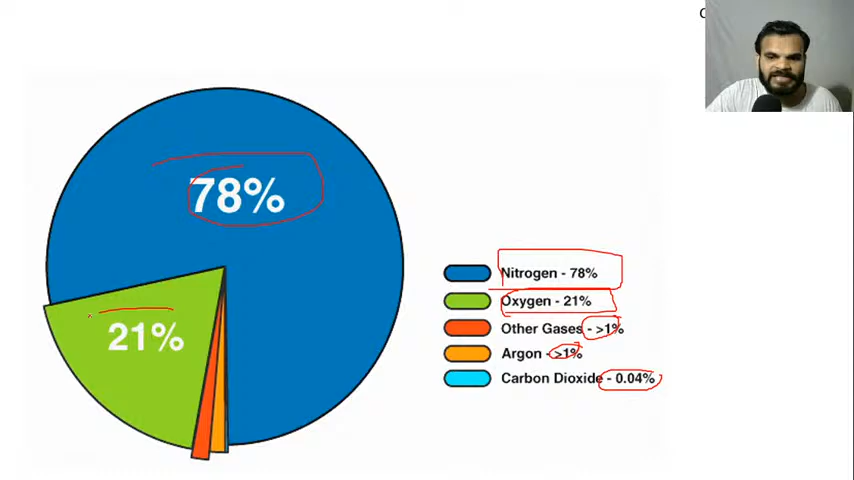 78%
21%
Nitrogen - 78%
Oxygen - 21%
Other Gases - >1%
Argon - >1%
Carbon Dioxide - 0.04%